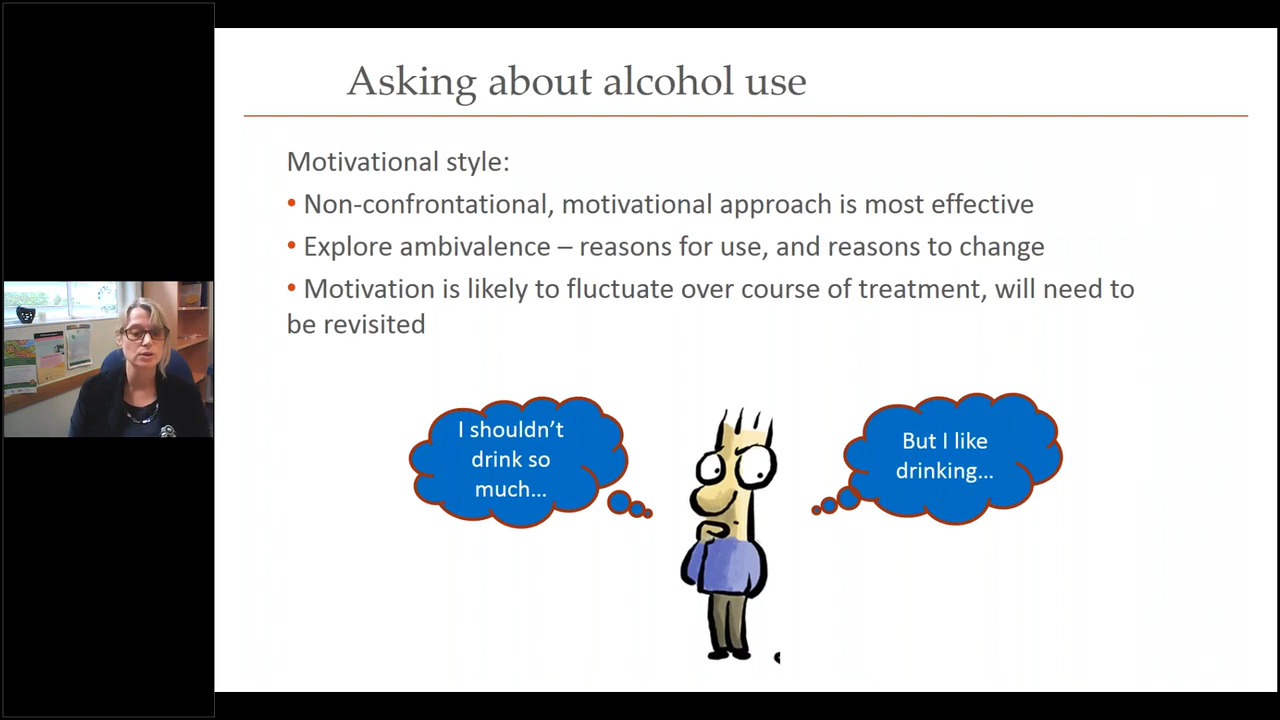 Asking about alcohol use
Motivational style:
• Non-confrontational, motivational approach is most effective
• Explore ambivalence – reasons for use, and reasons to change
• Motivation is likely to fluctuate over course of treatment, will need to
be revisited
I shouldn’t
drink so
much...
But I like
drinking...